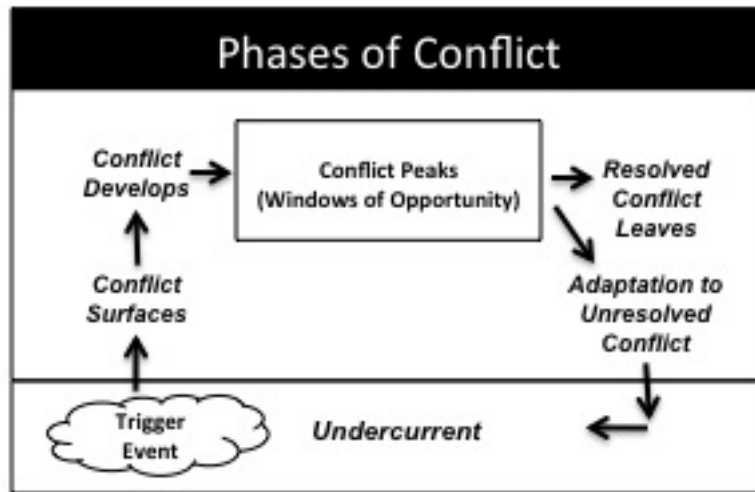 Phases of Conflict
Conflict
Develops
Conflict Peaks
(Windows of Opportunity)
Resolved
Conflict
Leaves
Conflict
Surfaces
Adaptation to
Unresolved
Conflict
Trigger
Event
Undercurrent